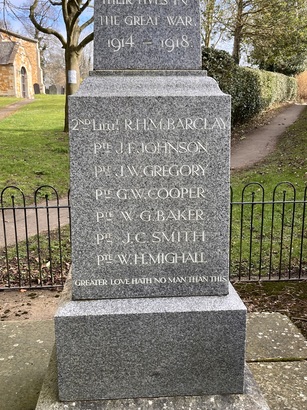 THEIR LIVES IN
THE GREAT WAR
1914 – 1918
2ND Lieut. R.H.M. BARCLAY
PTE J.F. JOHNSON
PTE J.W. GREGORY
PTE G.W. COOPER
PTE W.G. BAKER
PTE J.C. SMITH
PTE W.H. MIGHALL
GREATER LOVE HATH NO MAN THAN THIS